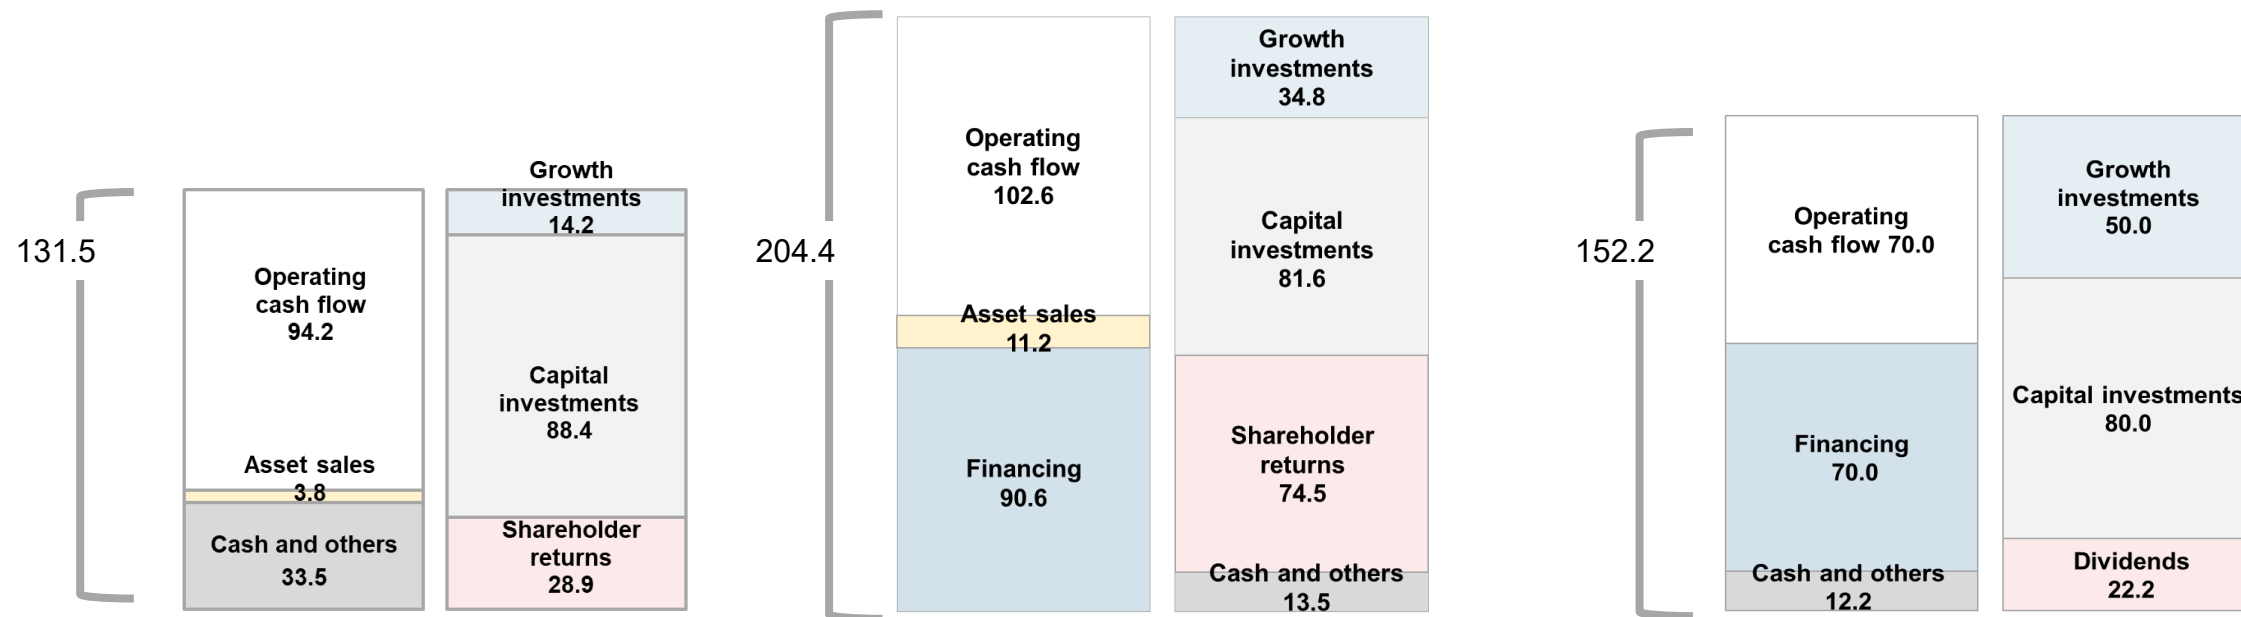 131.5
Operating
cash flow
94.2
Asset sales
3.8
Cash and others
33.5
Growth
investments
14.2
Capital
investments
88.4
Shareholder
returns
28.9
204.4
Operating
cash flow
102.6
Asset sales
11.2
Financing
90.6
Growth
investments
34.8
Capital
investments
81.6
Shareholder
returns
74.5
Cash and others
13.5
152.2
Operating
cash flow 70.0
Financing
70.0
Cash and others
12.2
Growth
investments
50.0
Capital investments
80.0
Dividends
22.2